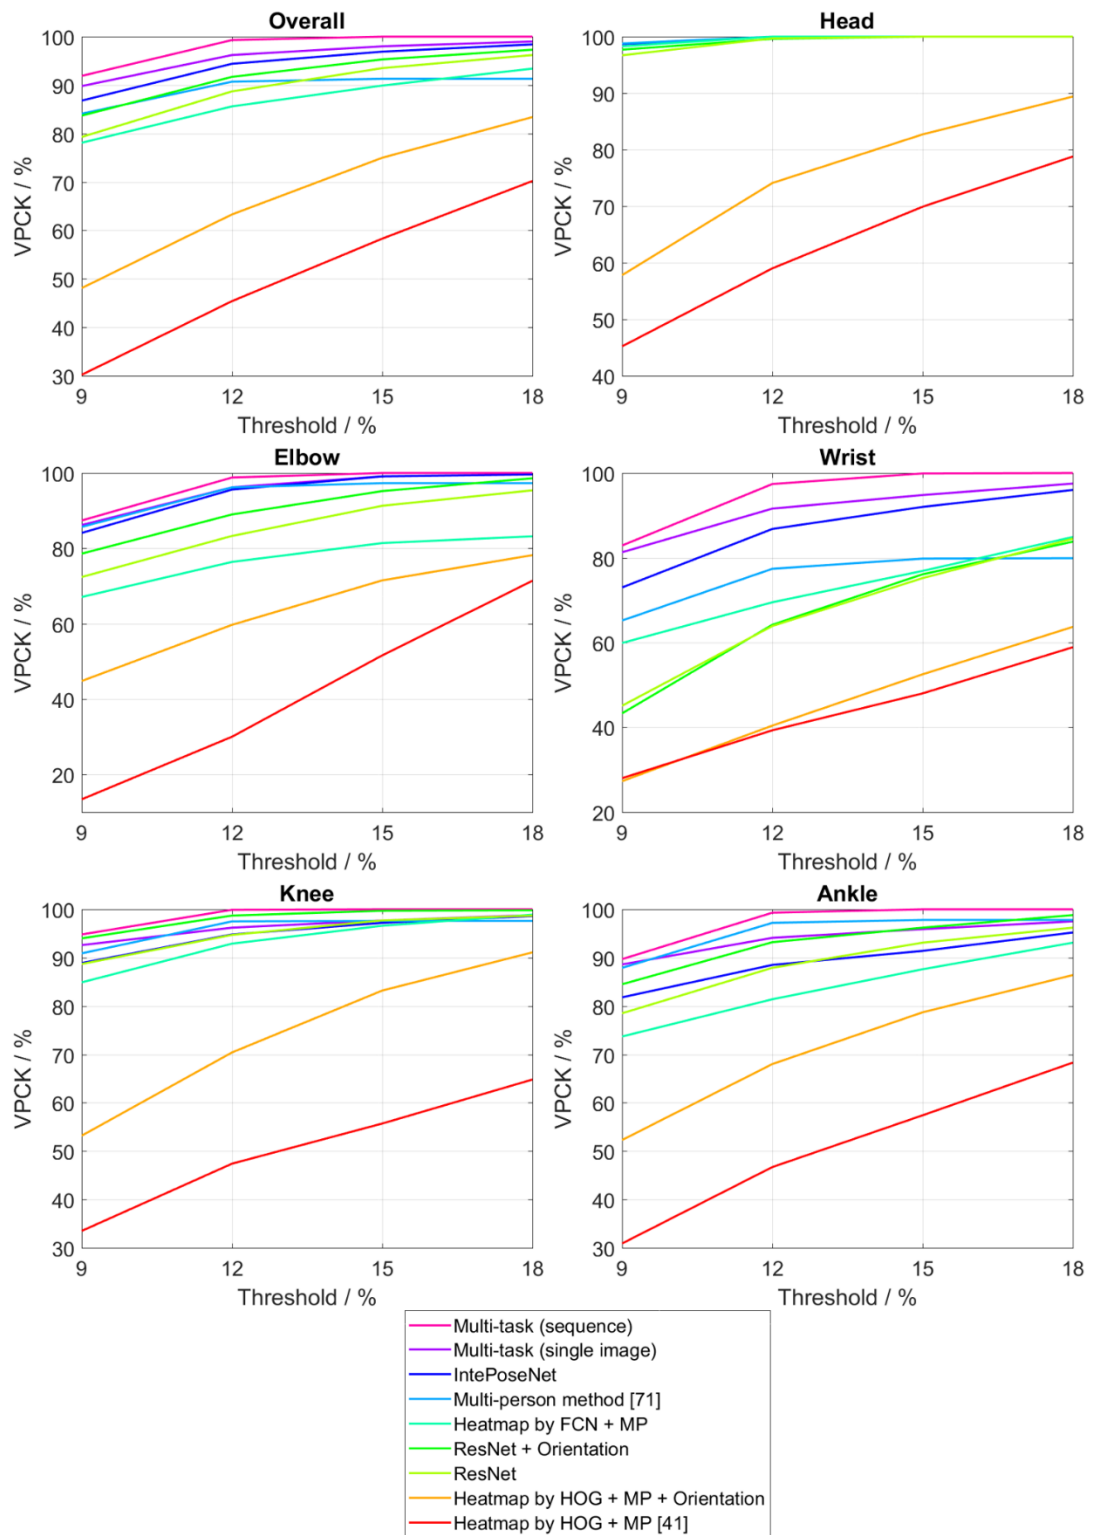 Overall
100
90
80
70
60
50
40
30
9
12
15
18
VPCK / %
Threshold / %
Head
100
90
80
70
60
50
40
9
12
15
18
VPCK / %
Threshold / %
Elbow
100
80
60
40
20
9
12
15
18
VPCK / %
Threshold / %
Wrist
100
80
60
40
20
9
12
15
18
VPCK / %
Threshold / %
Knee
100
90
80
70
60
50
40
30
9
12
15
18
VPCK / %
Threshold / %
Ankle
100
90
80
70
60
50
40
30
9
12
15
18
VPCK / %
Threshold / %
Multi-task (sequence)
Multi-task (single image)
IntePoseNet
Multi-person method [71]
Heatmap by FCN + MP
ResNet + Orientation
ResNet
Heatmap by HOG + MP + Orientation
Heatmap by HOG + MP [41]